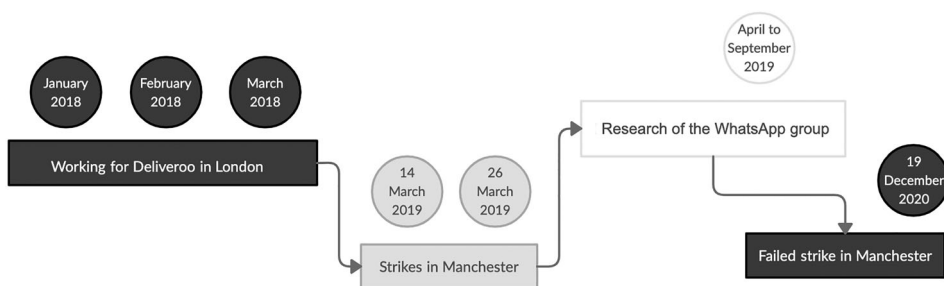 January
2018
February
2018
March
2018
Working for Deliveroo in London
14
March
2019
26
March
2019
Strikes in Manchester
April to
September
2019
Research of the WhatsApp group
19
December
2020
Failed strike in Manchester